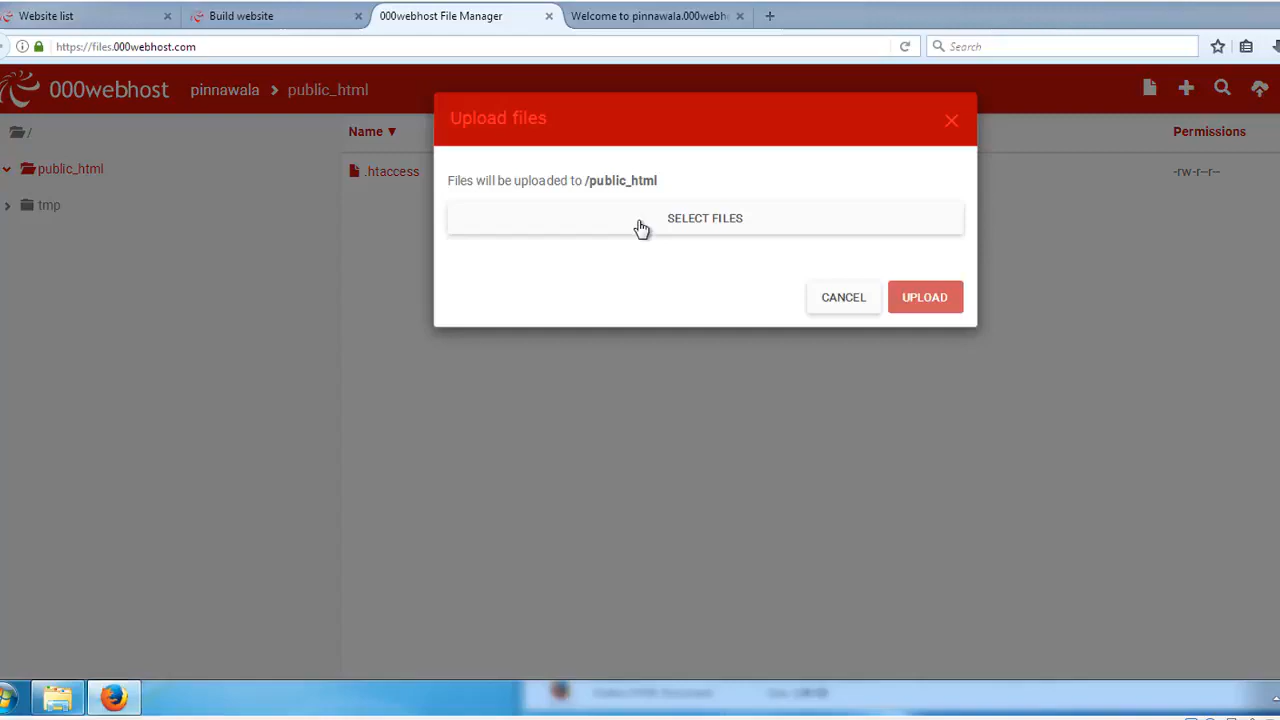 Website list
Build website
000webhost File Manager
Welcome to pinnawala.000webh
https://files.000webhost.com
Search
000webhost pinnawala > public_html
Upload files
/
Name
Permissions
public_html
.htaccess
-rw-r--r--
tmp
Files will be uploaded to /public_html
SELECT FILES
CANCEL
UPLOAD